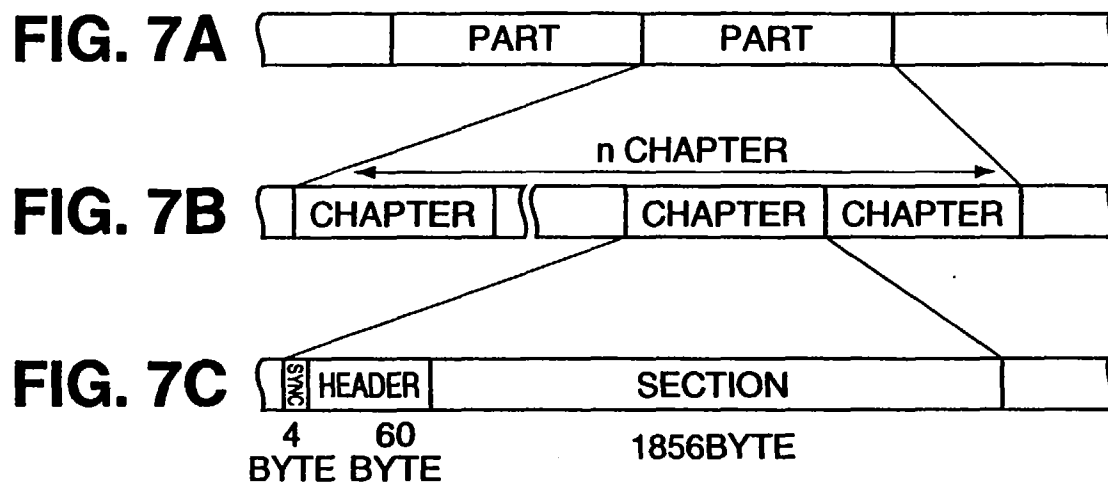 FIG. 7A PART PART
n CHAPTER
FIG. 7B CHAPTER CHAPTER CHAPTER
FIG. 7C SYNC HEADER SECTION
4 60 1856BYTE
BYTE BYTE